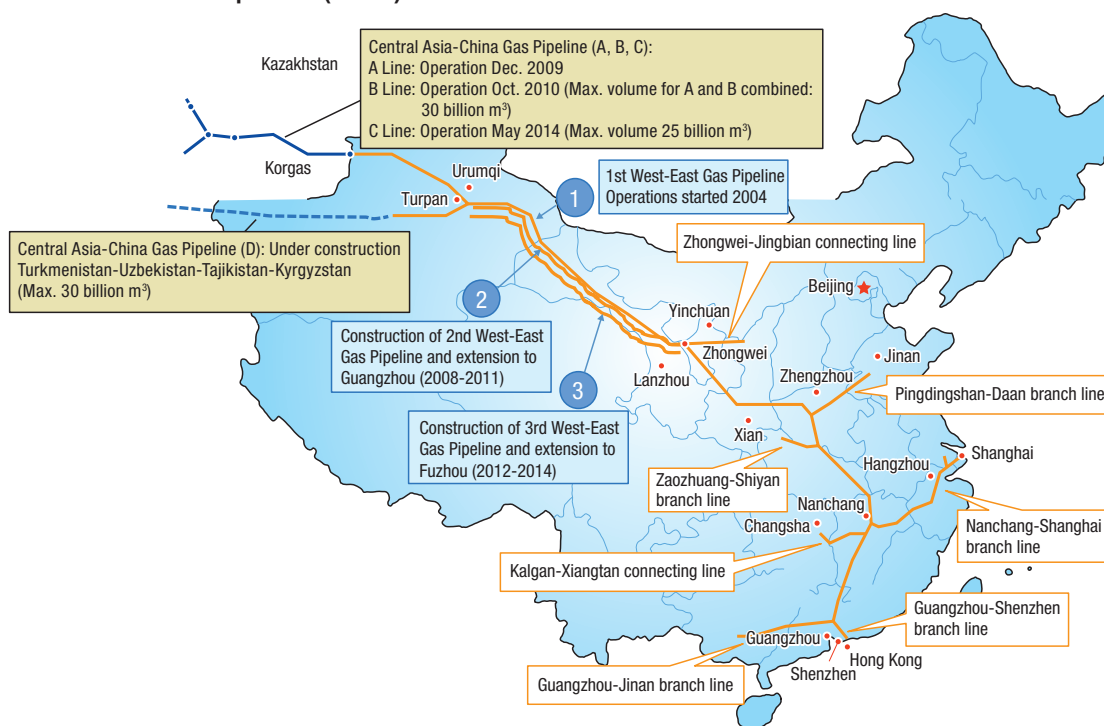 Kazakhstan
Central Asia-China Gas Pipeline (A, B, C):
A Line: Operation Dec. 2009
B Line: Operation Oct. 2010 (Max. volume for A and B combined:
30 billion m³)
C Line: Operation May 2014 (Max. volume 25 billion m³)
Korgas
Urumqi
Turpan
1
1st West-East Gas Pipeline
Operations started 2004
Central Asia-China Gas Pipeline (D): Under construction
Turkmenistan-Uzbekistan-Tajikistan-Kyrgyzstan
(Max. 30 billion m³)
Zhongwei-Jingbian connecting line
Beijing
2
Construction of 2nd West-East
Gas Pipeline and extension to
Guangzhou (2008-2011)
Yinchuan
Zhongwei
Lanzhou
Jinan
Zhengzhou
3
Construction of 3rd West-East
Gas Pipeline and extension to
Fuzhou (2012-2014)
Pingdingshan-Daan branch line
Xian
Zaozhuang-Shiyan
branch line
Hangzhou
Shanghai
Nanchang
Changsha
Nanchang-Shanghai
branch line
Kalgan-Xiangtan connecting line
Guangzhou-Shenzhen
branch line
Guangzhou
Hong Kong
Shenzhen
Guangzhou-Jinan branch line